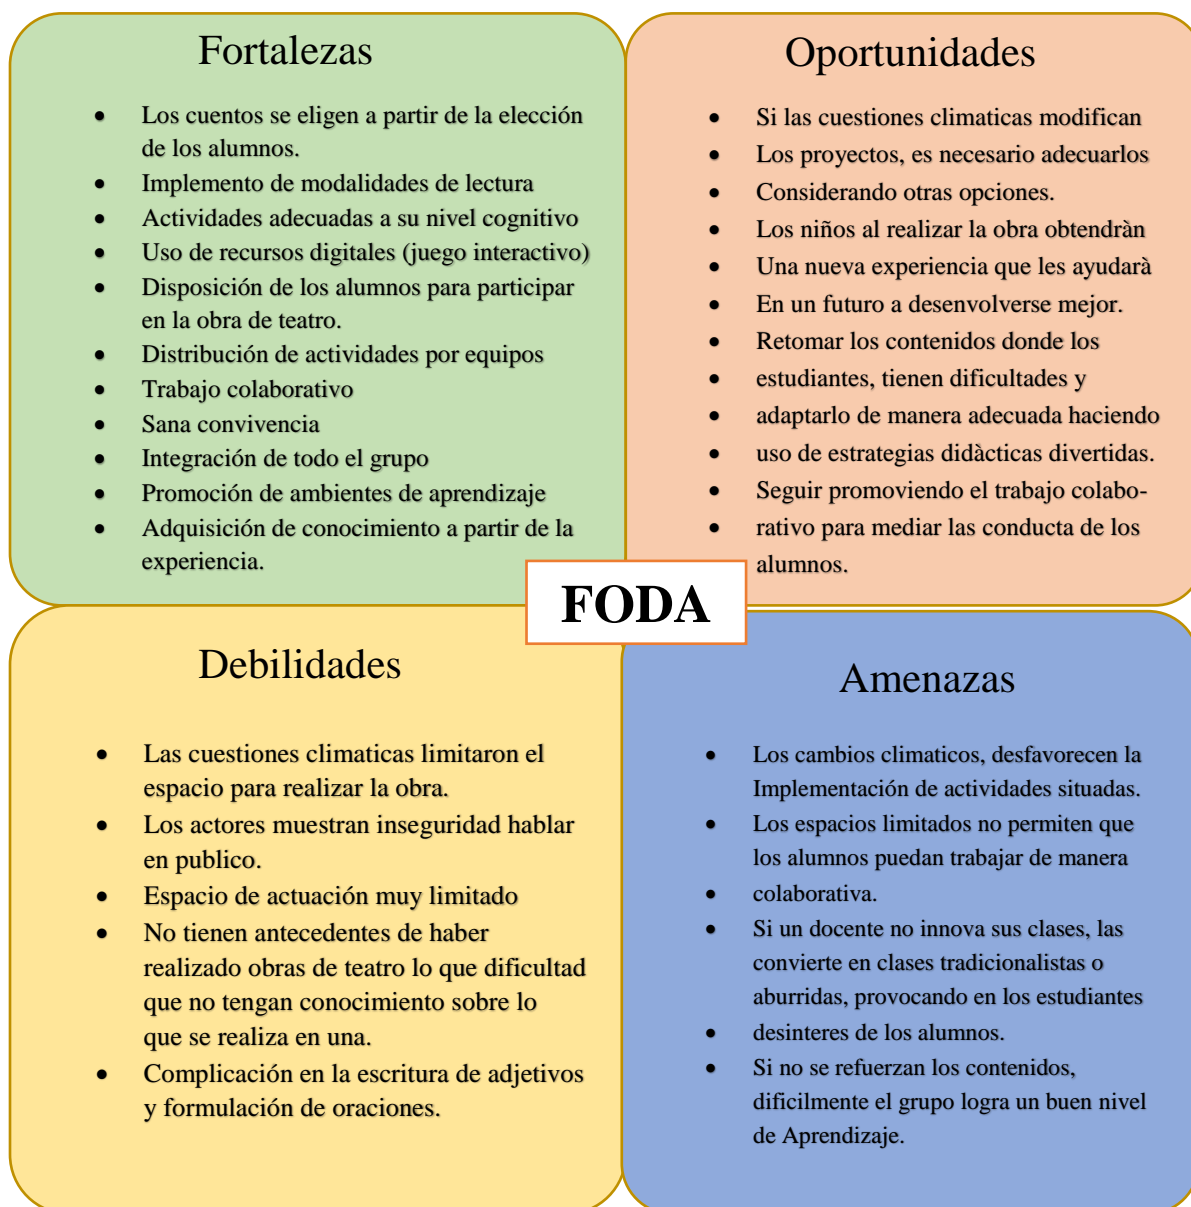 Fortalezas
• Los cuentos se eligen a partir de la elección
de los alumnos.
• Implemento de modalidades de lectura
• Actividades adecuadas a su nivel cognitivo
• Uso de recursos digitales (juego interactivo)
• Disposición de los alumnos para participar
en la obra de teatro.
• Distribución de actividades por equipos
• Trabajo colaborativo
• Sana convivencia
• Integración de todo el grupo
• Promoción de ambientes de aprendizaje
• Adquisición de conocimiento a partir de la
experiencia.
Oportunidades
• Si las cuestiones climaticas modifican
• Los proyectos, es necesario adecuarlos
• Considerando otras opciones.
• Los niños al realizar la obra obtendràn
• Una nueva experiencia que les ayudarà
• En un futuro a desenvolverse mejor.
• Retomar los contenidos donde los
• estudiantes, tienen dificultades y
• adaptarlo de manera adecuada haciendo
• uso de estrategias didàcticas divertidas.
• Seguir promoviendo el trabajo colabo-
• rativo para mediar las conducta de los
alumnos.
FODA
Debilidades
• Las cuestiones climaticas limitaron el
espacio para realizar la obra.
• Los actores muestran inseguridad hablar
en publico.
• Espacio de actuación muy limitado
• No tienen antecedentes de haber
realizado obras de teatro lo que dificultad
que no tengan conocimiento sobre lo
que se realiza en una.
• Complicación en la escritura de adjetivos
y formulación de oraciones.
Amenazas
• Los cambios climaticos, desfavorecen la
Implementación de actividades situadas.
• Los espacios limitados no permiten que
los alumnos puedan trabajar de manera
• colaborativa.
• Si un docente no innova sus clases, las
convierte en clases tradicionalistas o
aburridas, provocando en los estudiantes
• desinteres de los alumnos.
• Si no se refuerzan los contenidos,
dificilmente el grupo logra un buen nivel
de Aprendizaje.